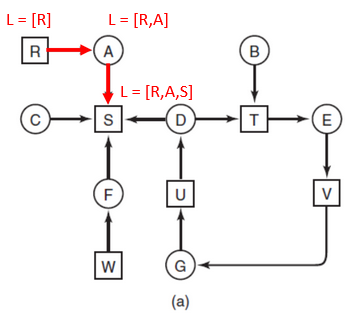 L = [R]
L = [R,A]
R
A
B
L = [R,A,S]
C
S
D
T
E
F
U
V
W
G
(a)